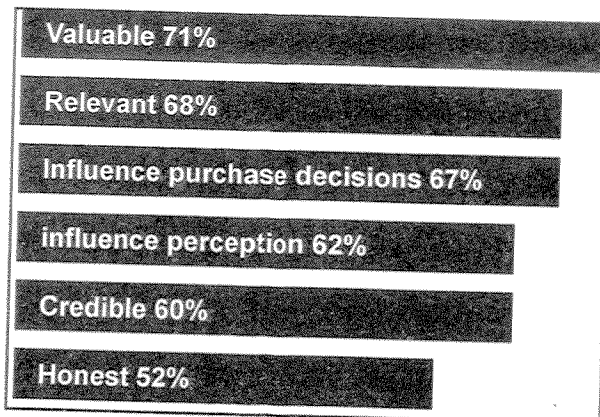 Valuable 71%
Relevant 68%
Influence purchase decisions 67%
influence perception 62%
Credible 60%
Honest 52%